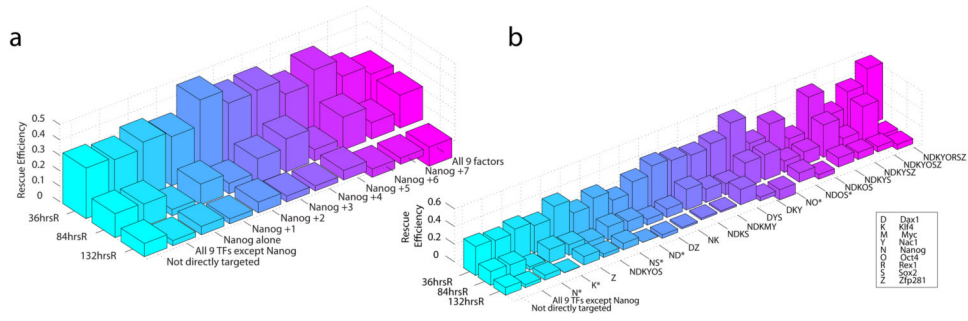 a
Rescue Efficiency
0.5
0.4
0.3
0.2
0.1
0
36hrsR
84hrsR
132hrsR
Not directly targeted
All 9 TFs except Nanog
Nanog alone
Nanog +1
Nanog +2
Nanog +3
Nanog +4
Nanog +5
Nanog +6
Nanog +7
All 9 factors
b
Rescue
Efficiency
0.6
0.4
0.2
0
36hrsR
84hrsR
132hrsR
Not directly targeted
All 9 TFs except Nanog
N*
K*
Z
NDKYOS
NS*
ND*
DZ
NK
NDKS
NDKMY
DYS
DKY
NO*
NDS*
NDKOS
NDKYS
NDKYSZ
NDKYOSZ
NDKYORSZ
D Dax1
K Klf4
M Myc
Y Nac1
N Nanog
O Oct4
R Rex1
S Sox2
Z Zfp281